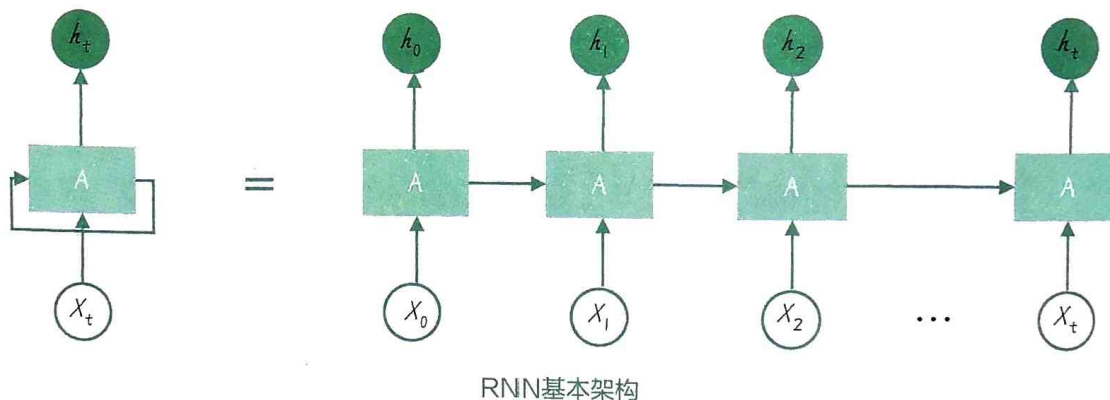 h_t h_0 h_1 h_2 h_t
A = A A A A
X_t X_0 X_1 X_2 ... X_t
RNN基本架构